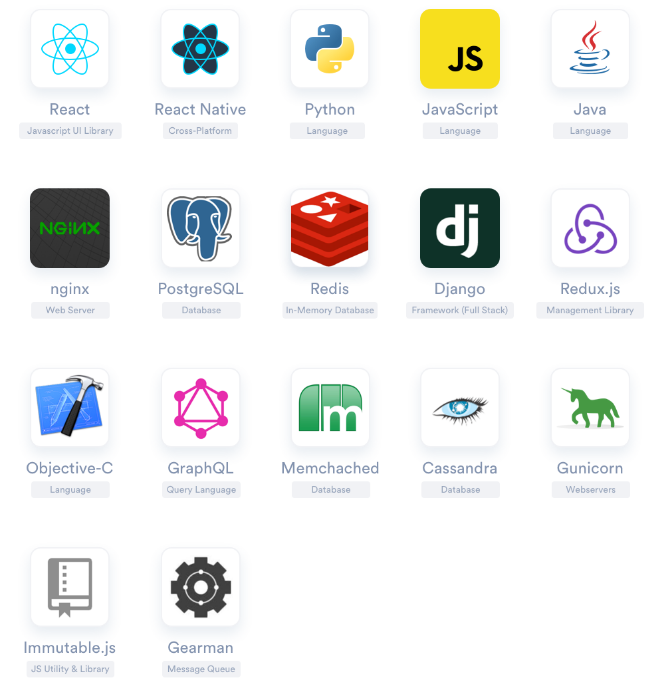 JS
React
React Native
Python
JavaScript
Java
Javascript UI Library
Cross-Platform
Language
Language
Language
NGINX
dj
nginx
PostgreSQL
Redis
Django
Redux.js
Web Server
Database
In-Memory Database
Framework (Full Stack)
Management Library
m
Objective-C
GraphQL
Memchached
Cassandra
Gunicorn
Language
Query Language
Database
Database
Webservers
Immutable.js
Gearman
JS Utility & Library
Message Queue